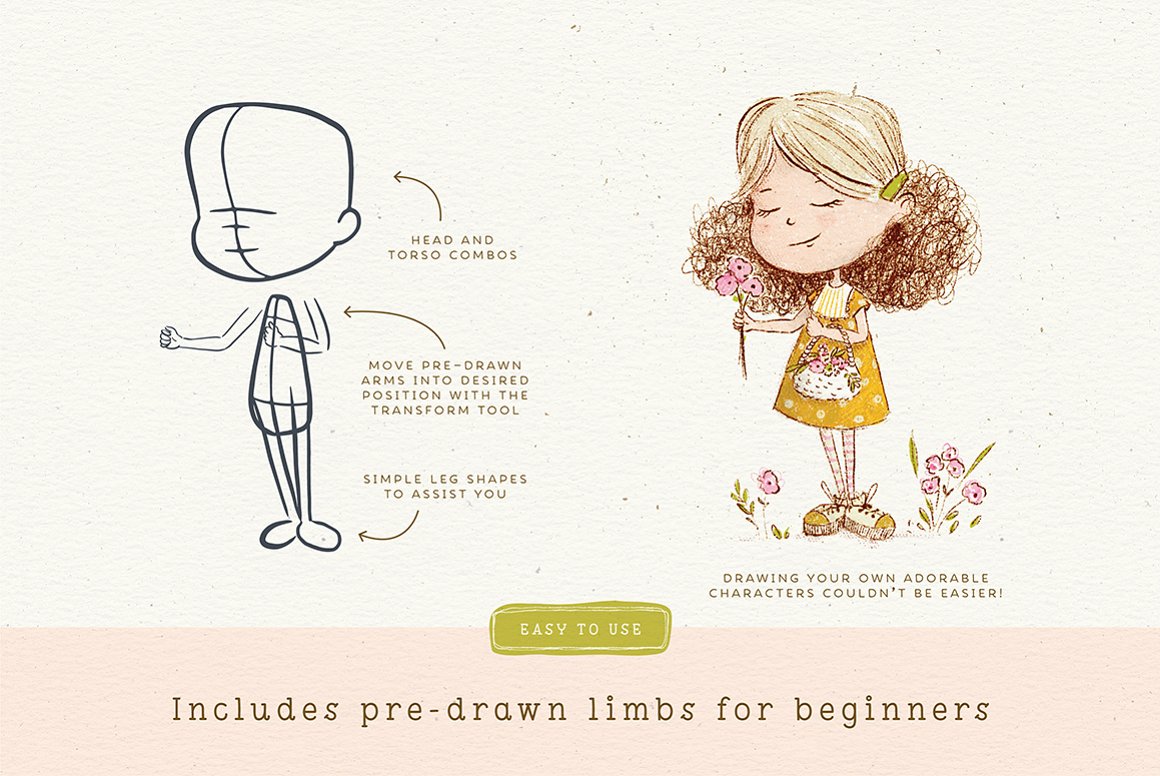 HEAD AND
TORSO COMBOS
MOVE PRE-DRAWN
ARMS INTO DESIRED
POSITION WITH THE
TRANSFORM TOOL
SIMPLE LEG SHAPES
TO ASSIST YOU
DRAWING YOUR OWN ADORABLE
CHARACTERS COULDN'T BE EASIER!
EASY TO USE
Includes pre-drawn limbs for beginners